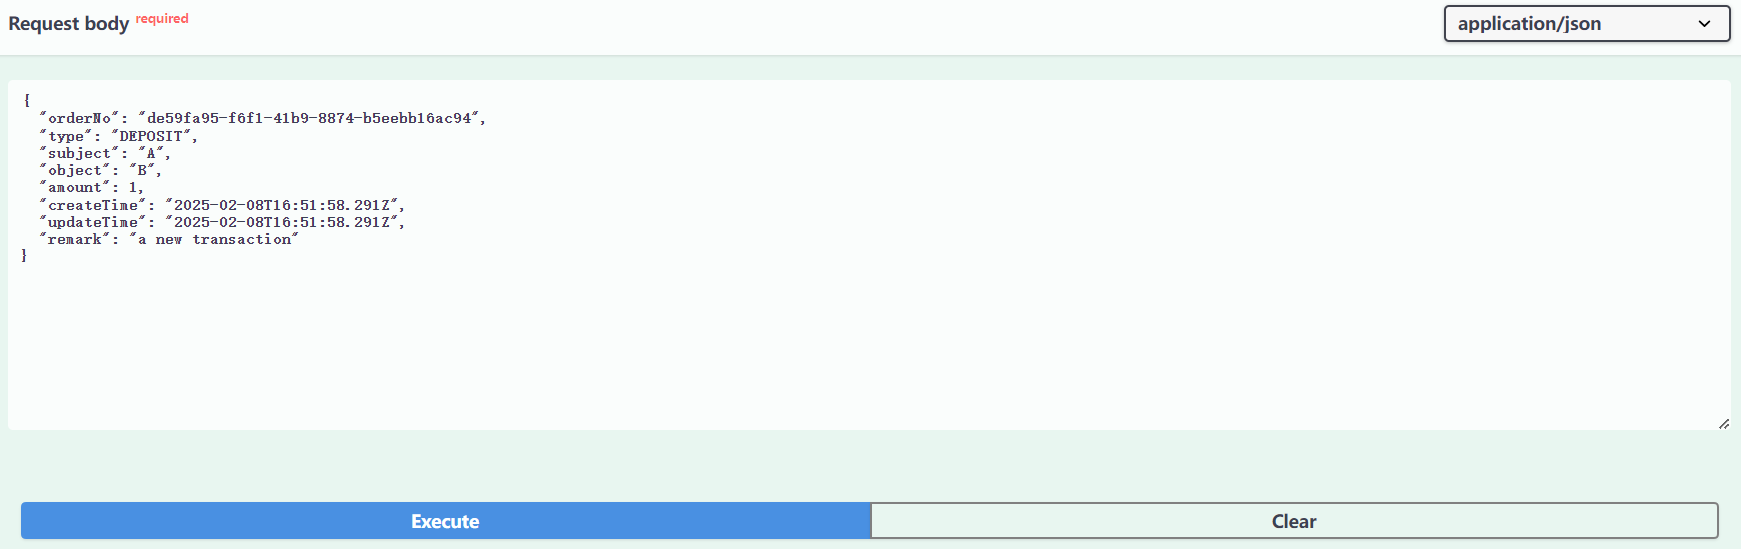 Request body required
application/json
{
  "orderNo": "de59fa95-f6f1-41b9-8874-b5eebb16ac94",
  "type": "DEPOSIT",
  "subject": "A",
  "object": "B",
  "amount": 1,
  "createTime": "2025-02-08T16:51:58.291Z",
  "updateTime": "2025-02-08T16:51:58.291Z",
  "remark": "a new transaction"
}
Execute
Clear